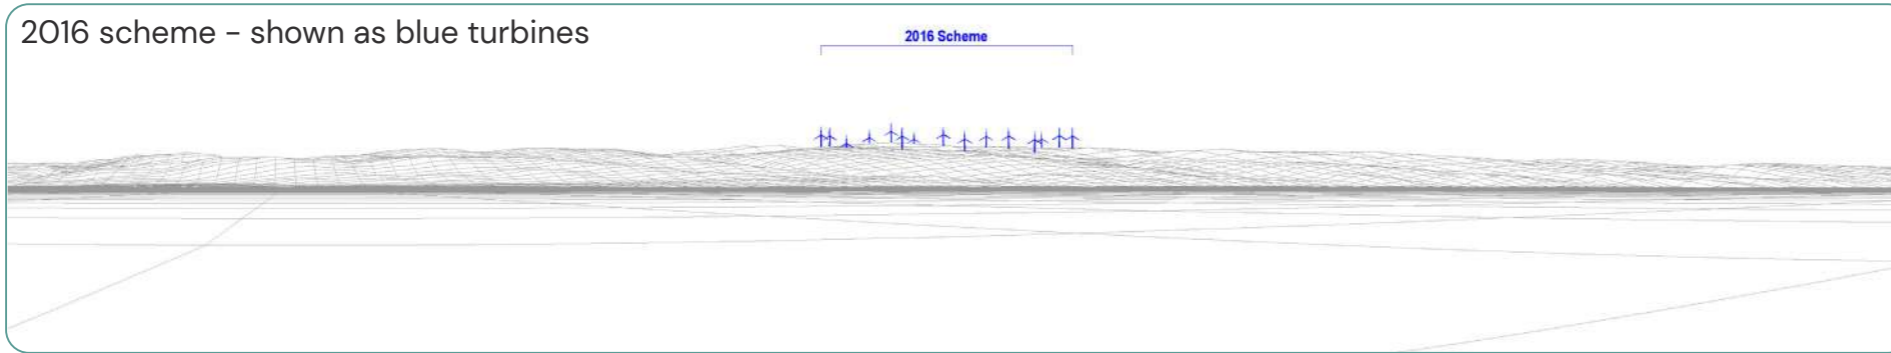 2016 scheme - shown as blue turbines
2016 Scheme